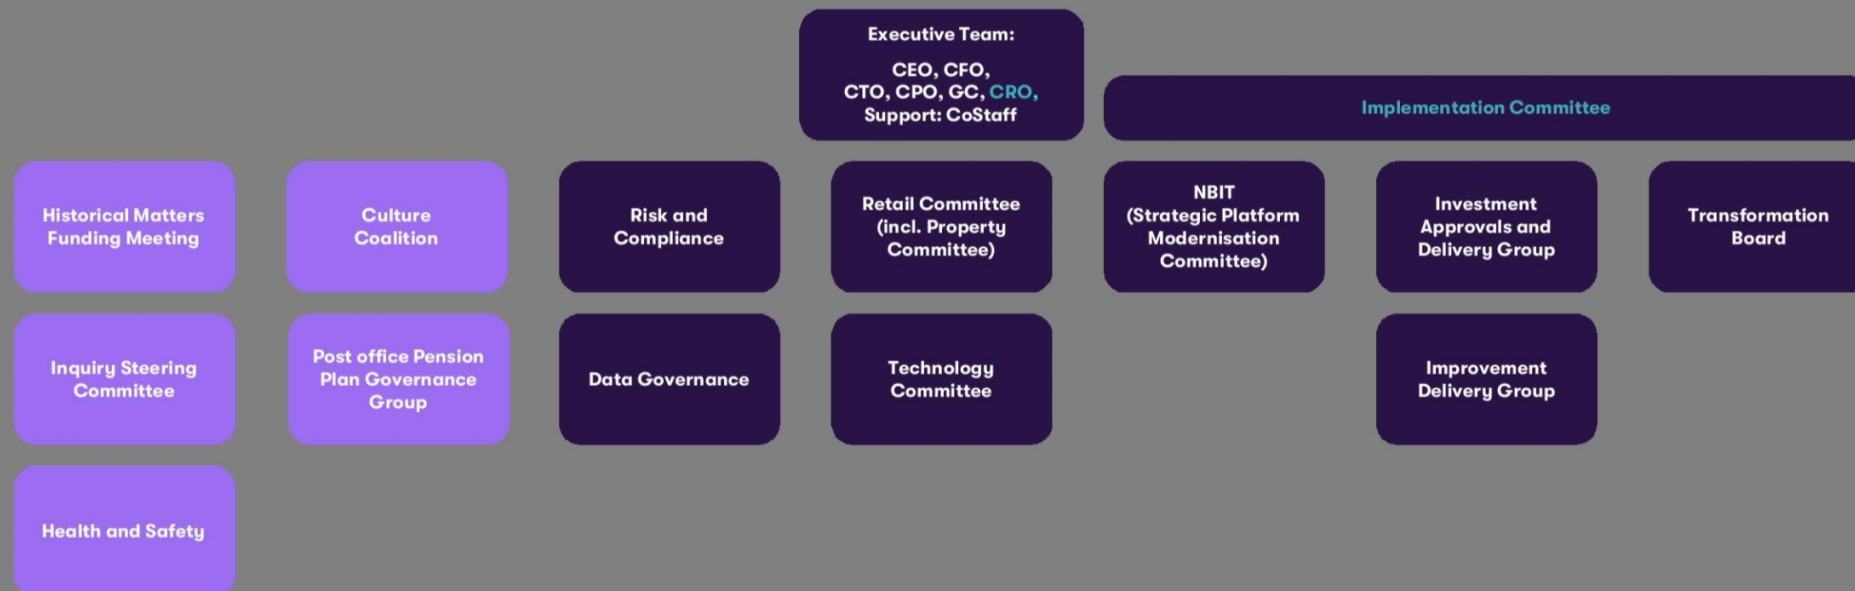 Executive Team:
CEO, CFO,
CTO, CPO, GC, CRO,
Support: CoStaff
Implementation Committee
Historical Matters
Funding Meeting
Culture
Coalition
Risk and
Compliance
Retail Committee
(incl. Property
Committee)
NBIT
(Strategic Platform
Modernisation
Committee)
Investment
Approvals and
Delivery Group
Transformation
Board
Inquiry Steering
Committee
Post office Pension
Plan Governance
Group
Data Governance
Technology
Committee
Improvement
Delivery Group
Health and Safety